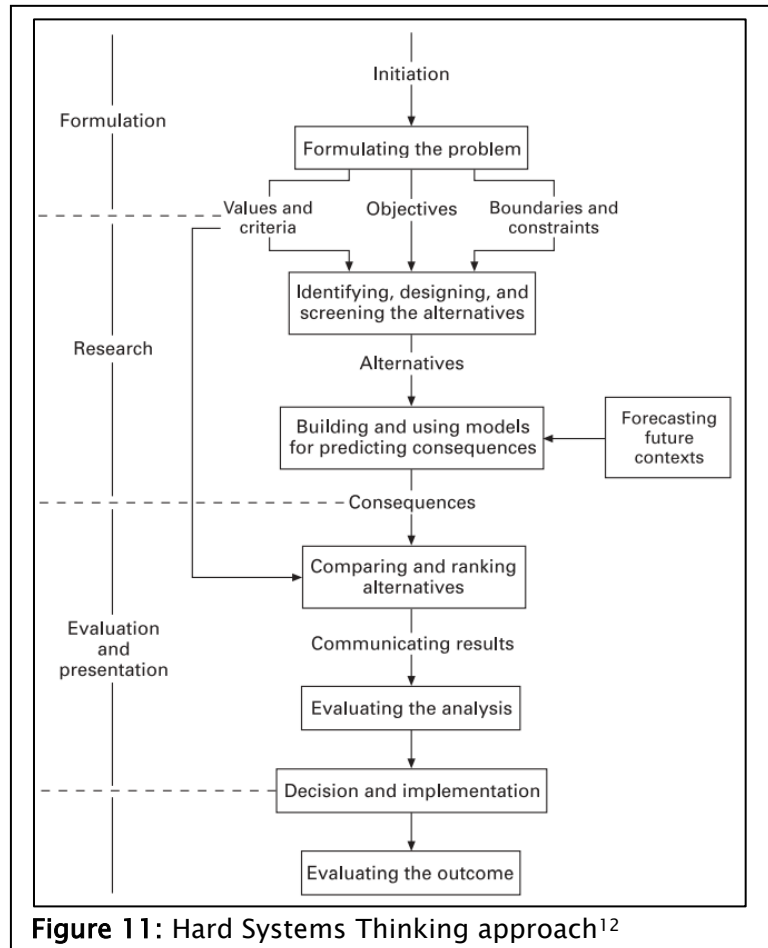 Initiation
Formulation
Formulating the problem
Values and
criteria
Objectives
Boundaries and
constraints
Identifying, designing, and
screening the alternatives
Research
Alternatives
Building and using models
for predicting consequences
Forecasting
future
contexts
Consequences
Comparing and ranking
alternatives
Evaluation
and
presentation
Communicating results
Evaluating the analysis
Decision and implementation
Evaluating the outcome
Figure 11: Hard Systems Thinking approach¹²